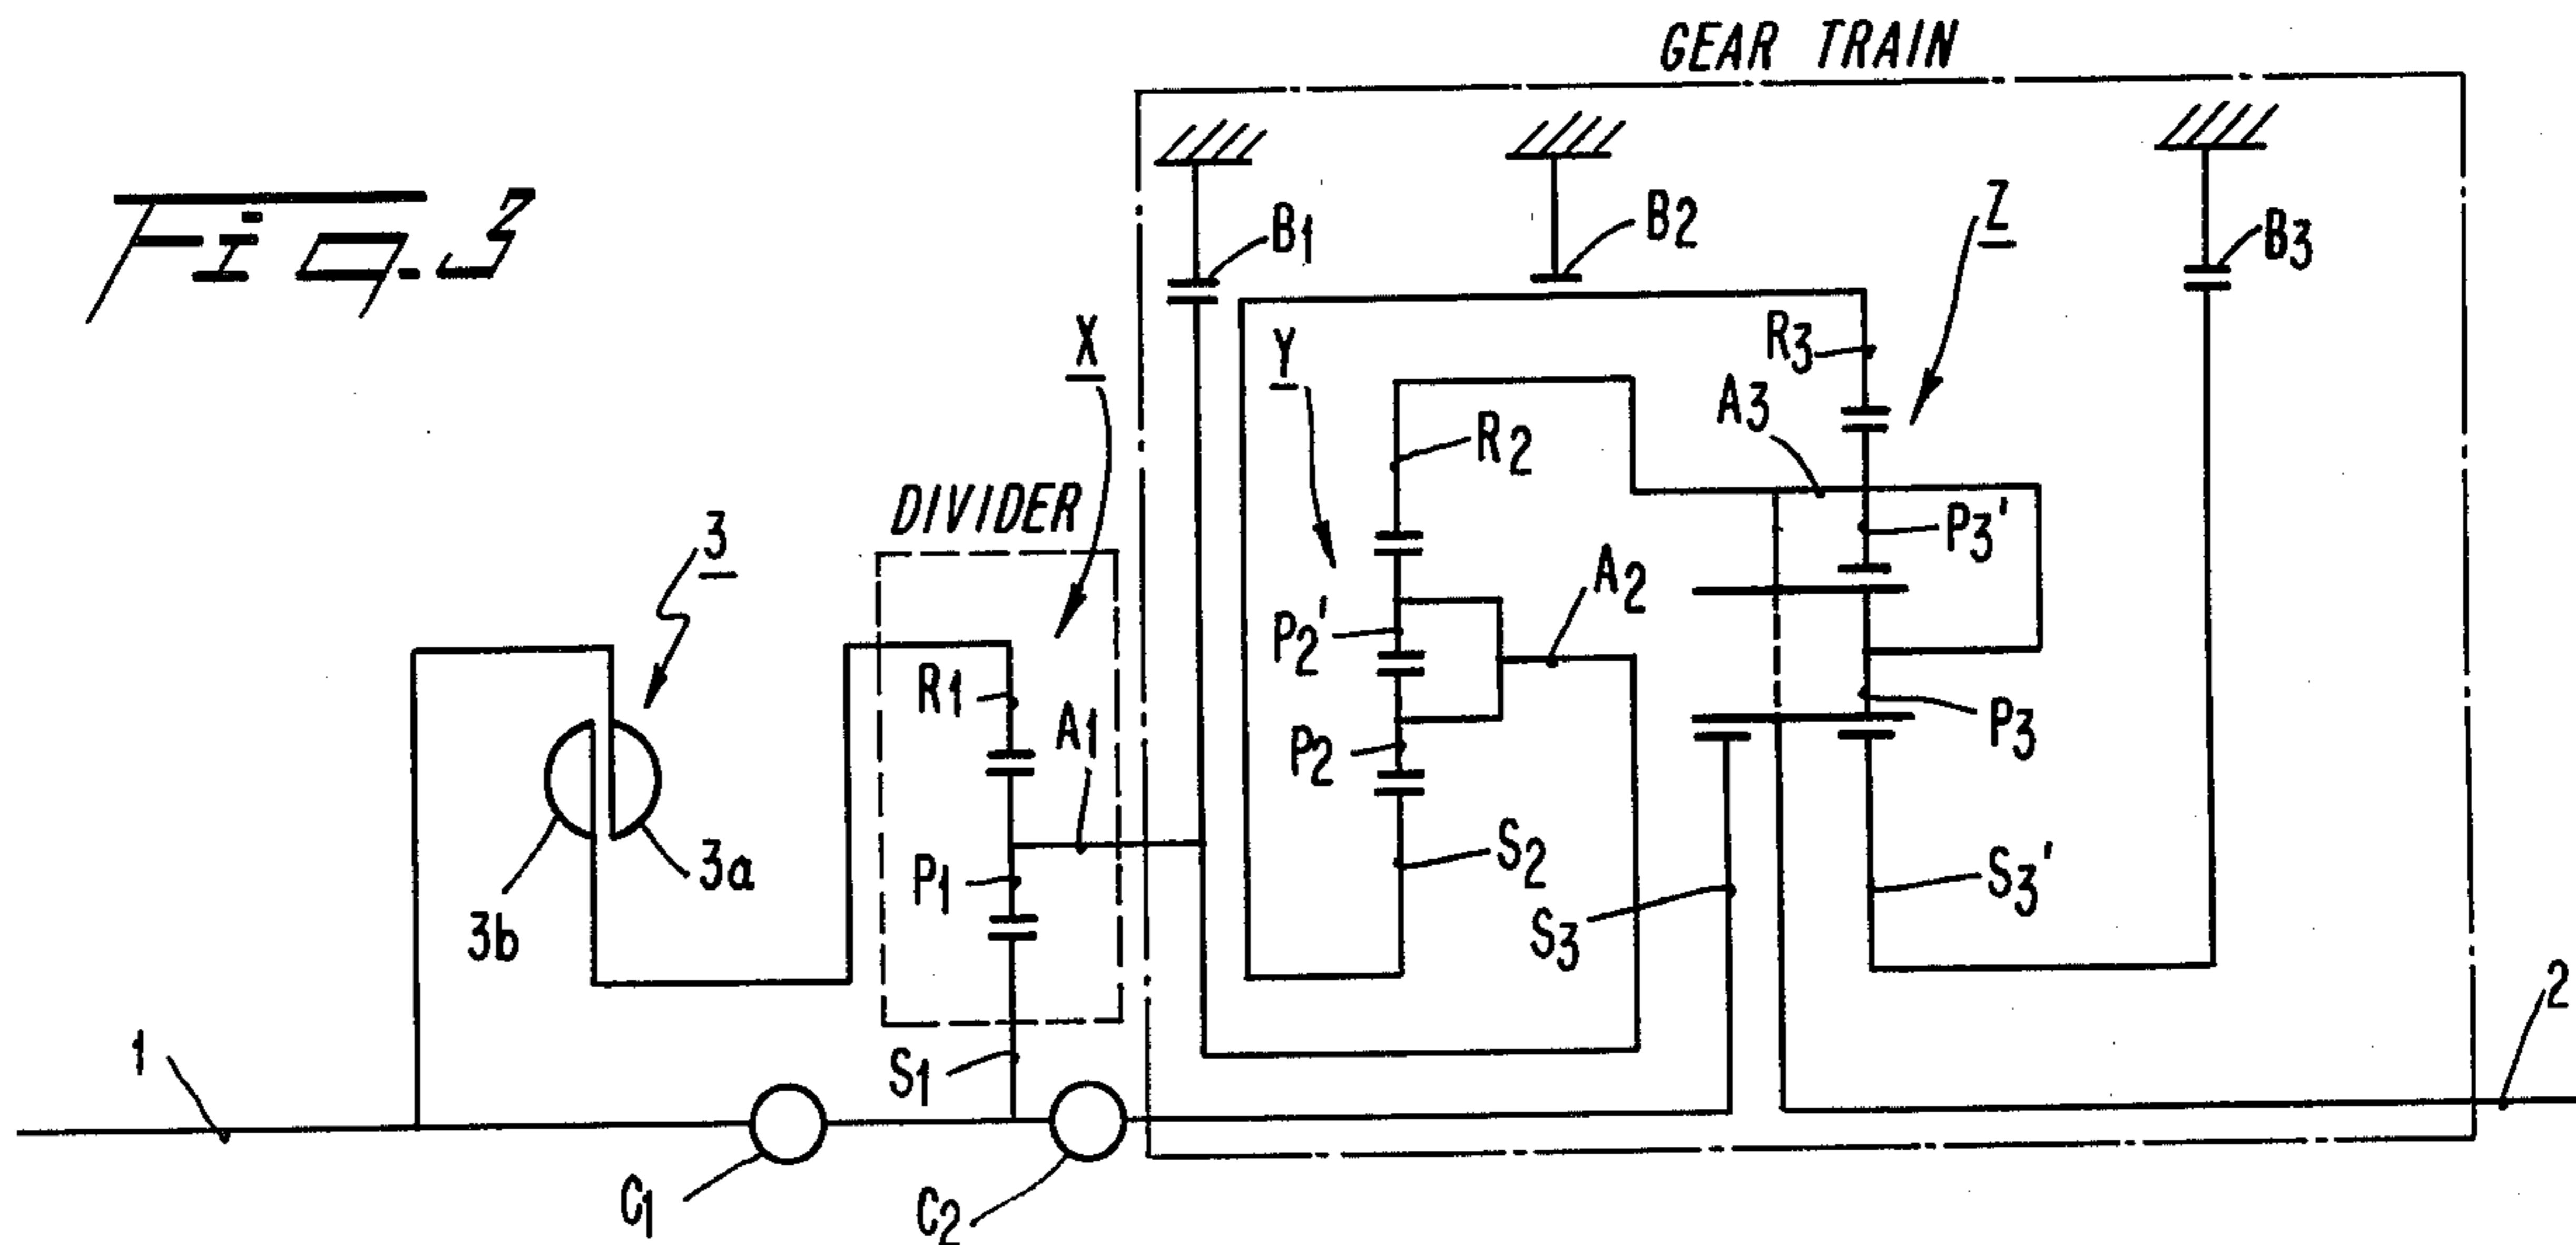 GEAR TRAIN
Fig. 3
B1
B2
Z
B3
X
Y
R3
A3
R2
DIVIDER
3
P3'
A2
P2'
R1
A1
P2
P3
3a
P1
S2
S3'
3b
S3
2
1
S1
C1
C2